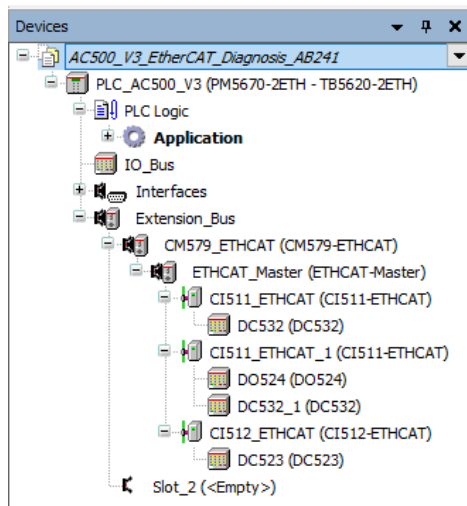 Devices
AC500_V3_EtherCAT_Diagnosis_AB241
PLC_AC500_V3 (PM5670-2ETH - TB5620-2ETH)
PLC Logic
Application
IO_Bus
Interfaces
Extension_Bus
CM579_ETHCAT (CM579-ETHCAT)
ETHCAT_Master (ETHCAT-Master)
CI511_ETHCAT (CI511-ETHCAT)
DC532 (DC532)
CI511_ETHCAT_1 (CI511-ETHCAT)
DO524 (DO524)
DC532_1 (DC532)
CI512_ETHCAT (CI512-ETHCAT)
DC523 (DC523)
Slot_2 (<Empty>)